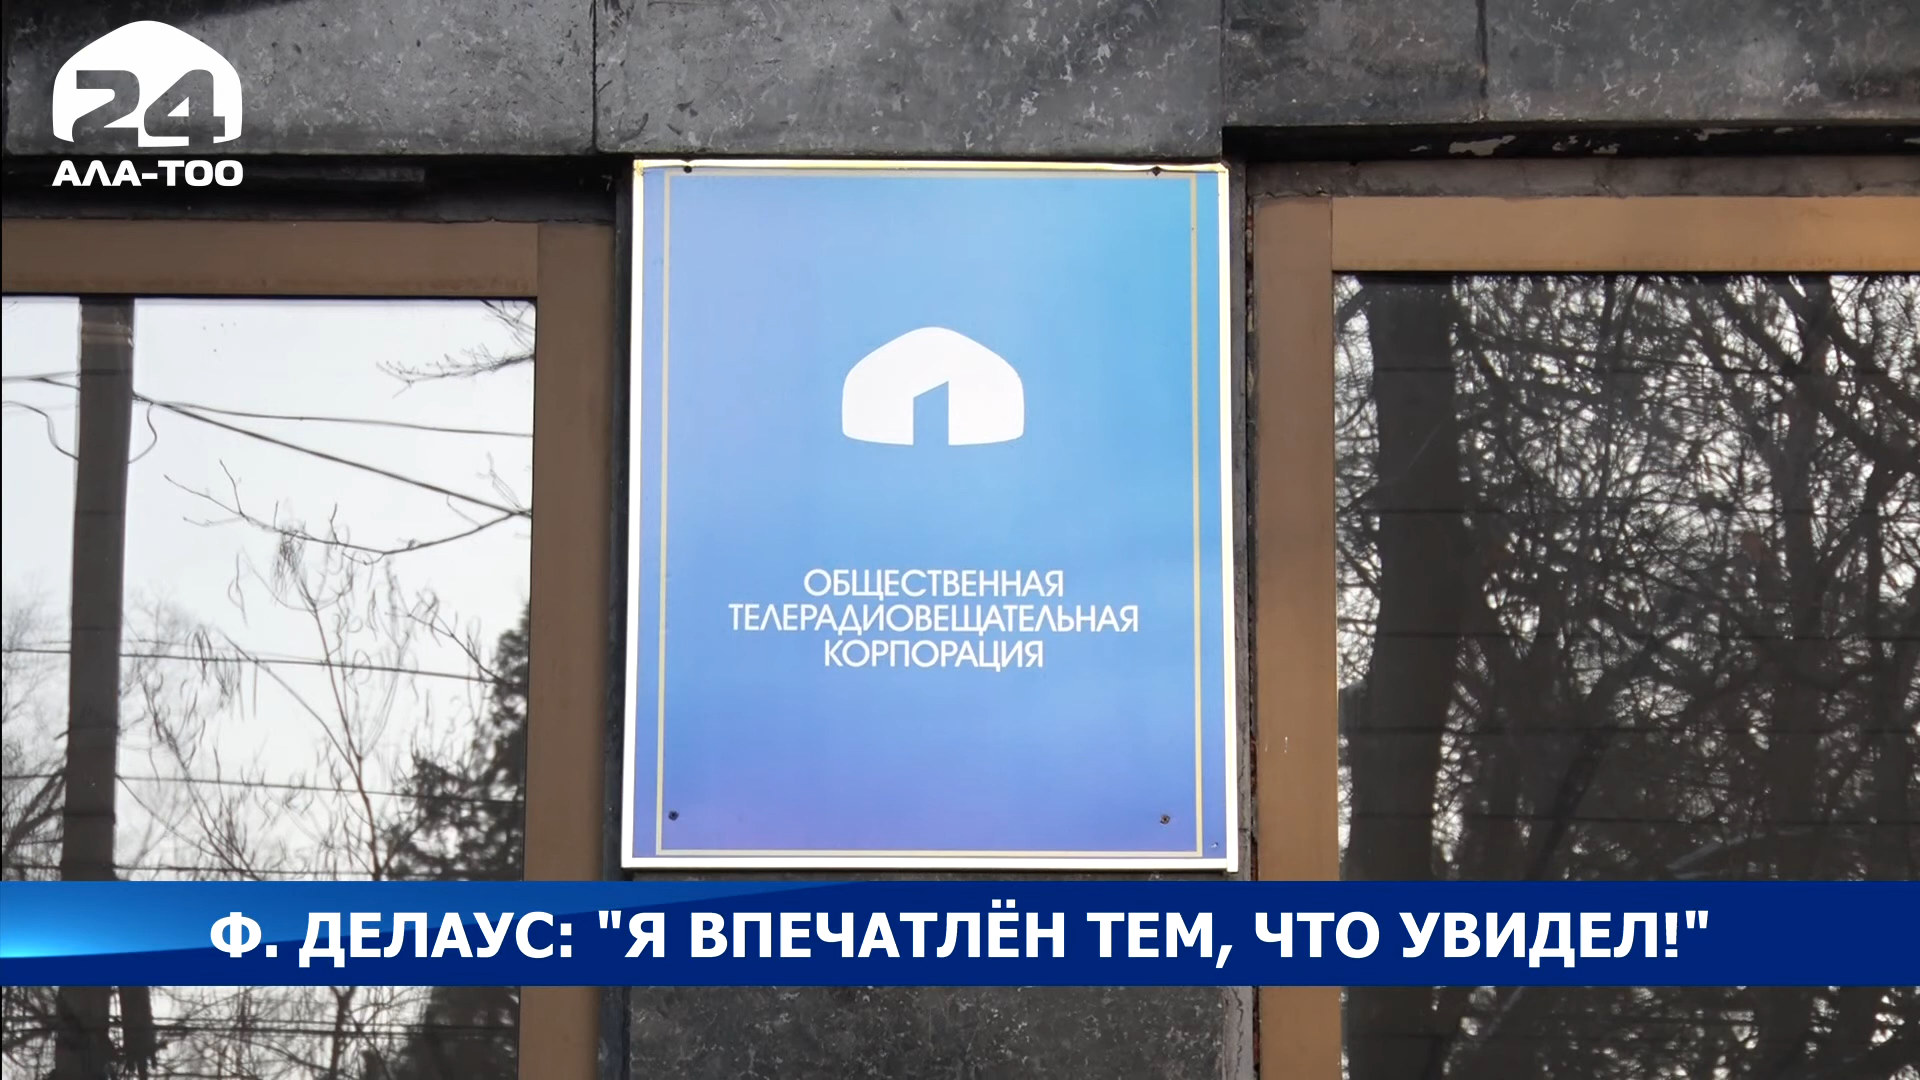 24
АЛА-ТОО
ОБЩЕСТВЕННАЯ
ТЕЛЕРАДИОВЕЩАТЕЛЬНАЯ
КОРПОРАЦИЯ
Ф. ДЕЛАУС: "Я ВПЕЧАТЛЁН ТЕМ, ЧТО УВИДЕЛ!"